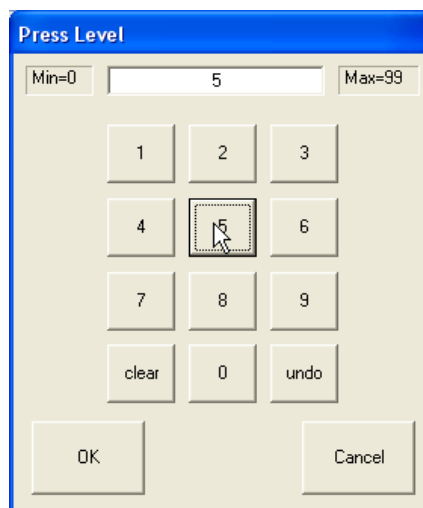 Press Level
Min=0 5 Max=99
1 2 3
4 5 6
7 8 9
clear 0 undo
OK Cancel